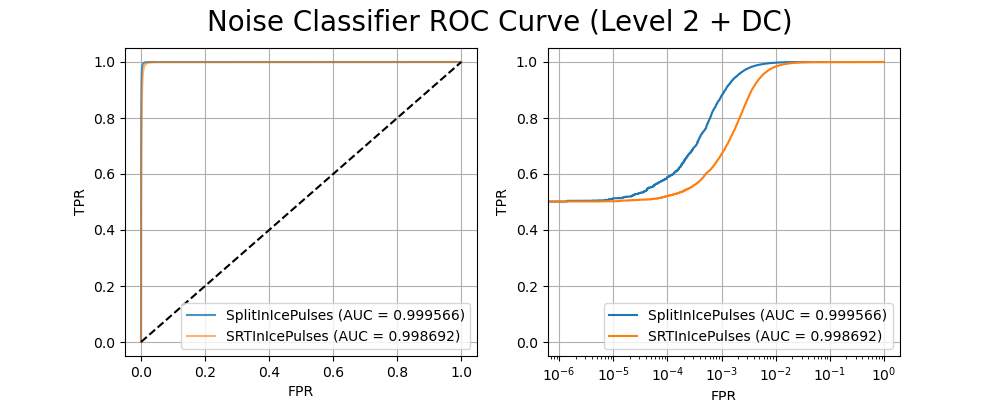 Noise Classifier ROC Curve (Level 2 + DC)
1.0
0.8
0.6
0.4
0.2
0.0
TPR
0.0 0.2 0.4 0.6 0.8 1.0
FPR
SplitInIcePulses (AUC = 0.999566)
SRTInIcePulses (AUC = 0.998692)
1.0
0.8
0.6
0.4
0.2
0.0
TPR
10⁻⁶ 10⁻⁵ 10⁻⁴ 10⁻³ 10⁻² 10⁻¹ 10⁰
FPR
SplitInIcePulses (AUC = 0.999566)
SRTInIcePulses (AUC = 0.998692)